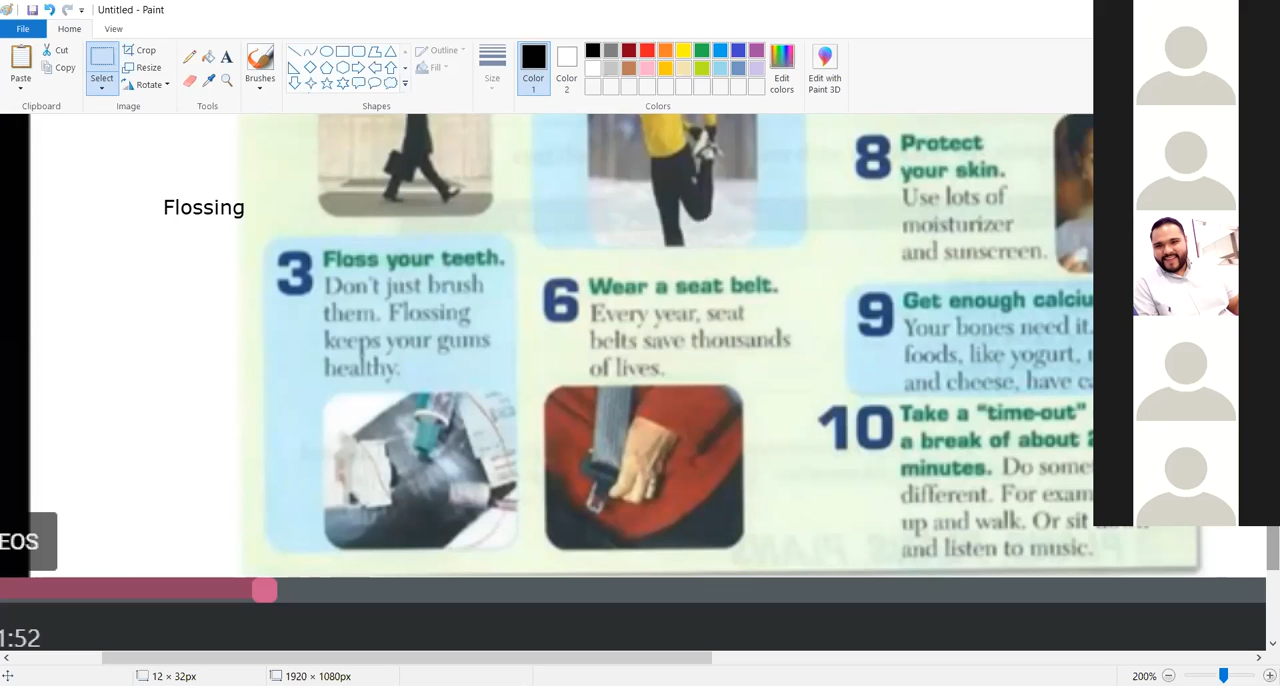 Untitled - Paint
File
Home
View
Paste
Cut
Copy
Clipboard
Select
Crop
Resize
Rotate
Image
A
Tools
Brushes
Shapes
Outline
Fill
Size
Color
1
Color
2
Edit
colors
Colors
Edit with
Paint 3D
Flossing
3 Floss your teeth.
Don't just brush
them. Flossing
keeps your gums
healthy.
6 Wear a seat belt.
Every year, seat
belts save thousands
of lives.
8 Protect
your skin.
Use lots of
moisturizer
and sunscreen.
9 Get enough calciu
Your bones need it.
foods, like yogurt,
and cheese, have
10 Take a "time-out"
a break of about
minutes. Do some
different. For exam
up and walk. Or sit
and listen to music.
EOS
1:52
12 × 32px
1920 × 1080px
200%